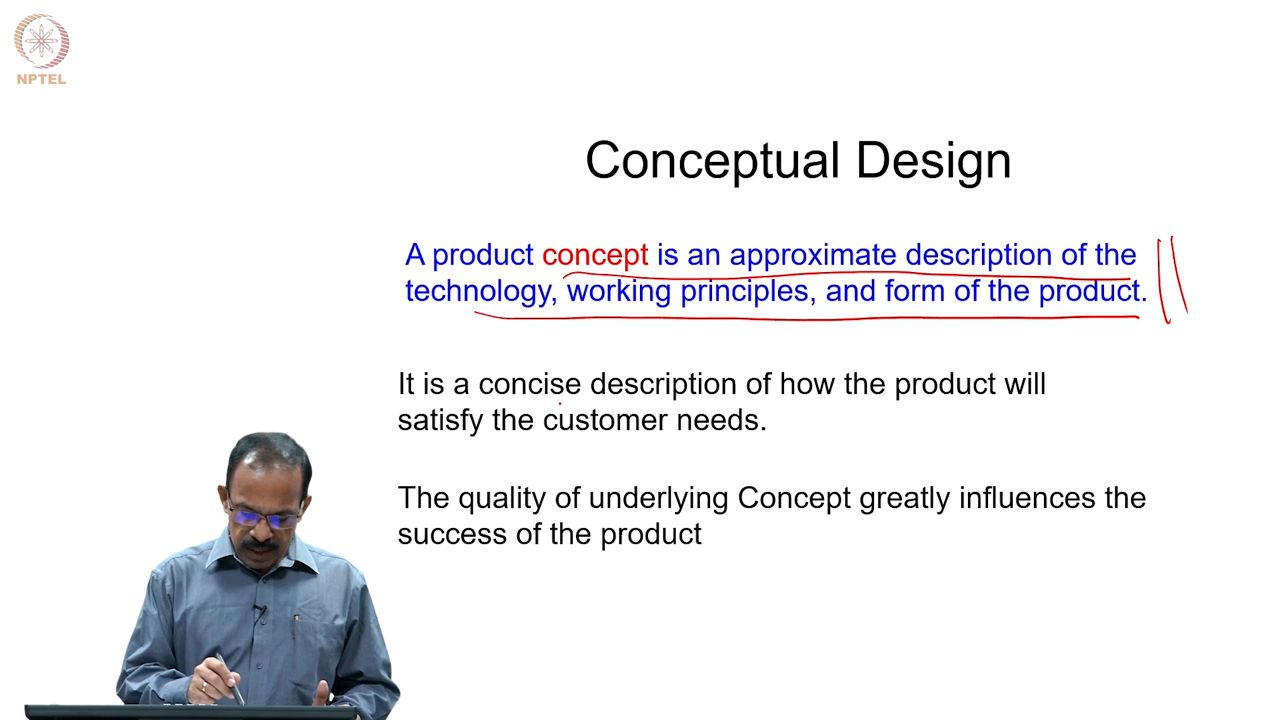 NPTEL
Conceptual Design
A product concept is an approximate description of the
technology, working principles, and form of the product.
It is a concise description of how the product will
satisfy the customer needs.
The quality of underlying Concept greatly influences the
success of the product